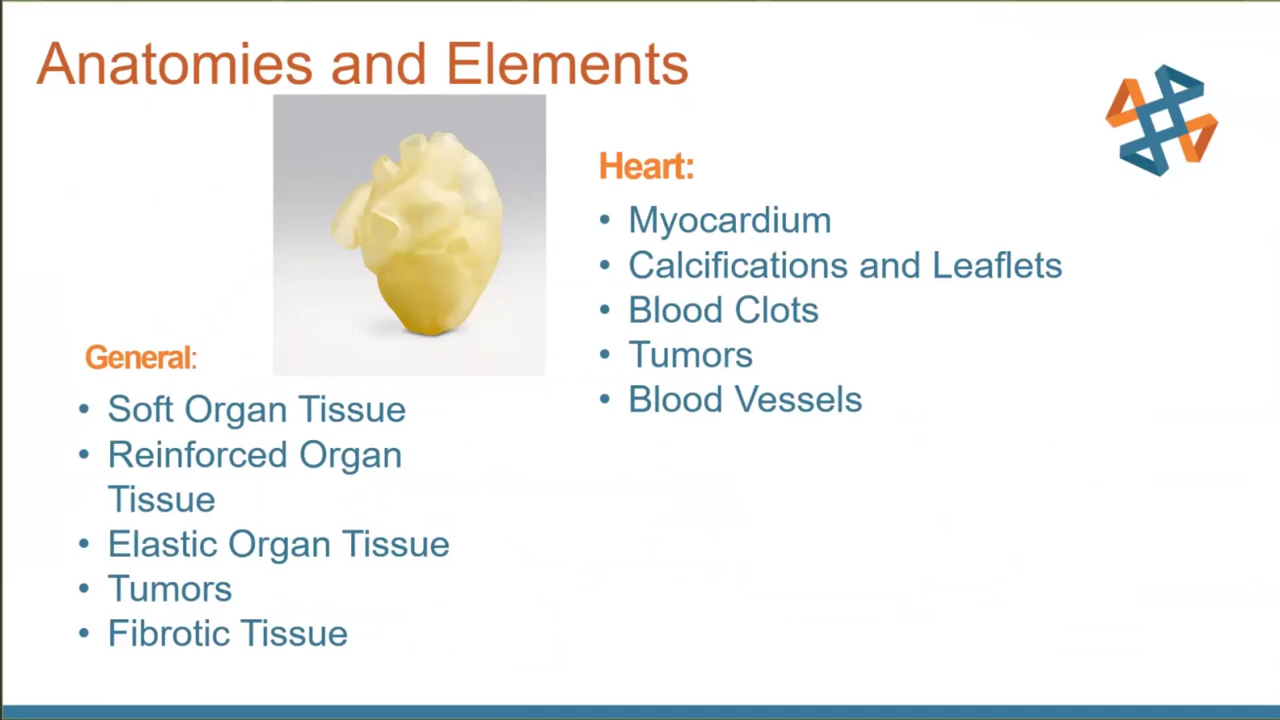 Anatomies and Elements
Heart:
• Myocardium
• Calcifications and Leaflets
• Blood Clots
• Tumors
• Blood Vessels
General:
• Soft Organ Tissue
• Reinforced Organ
Tissue
• Elastic Organ Tissue
• Tumors
• Fibrotic Tissue